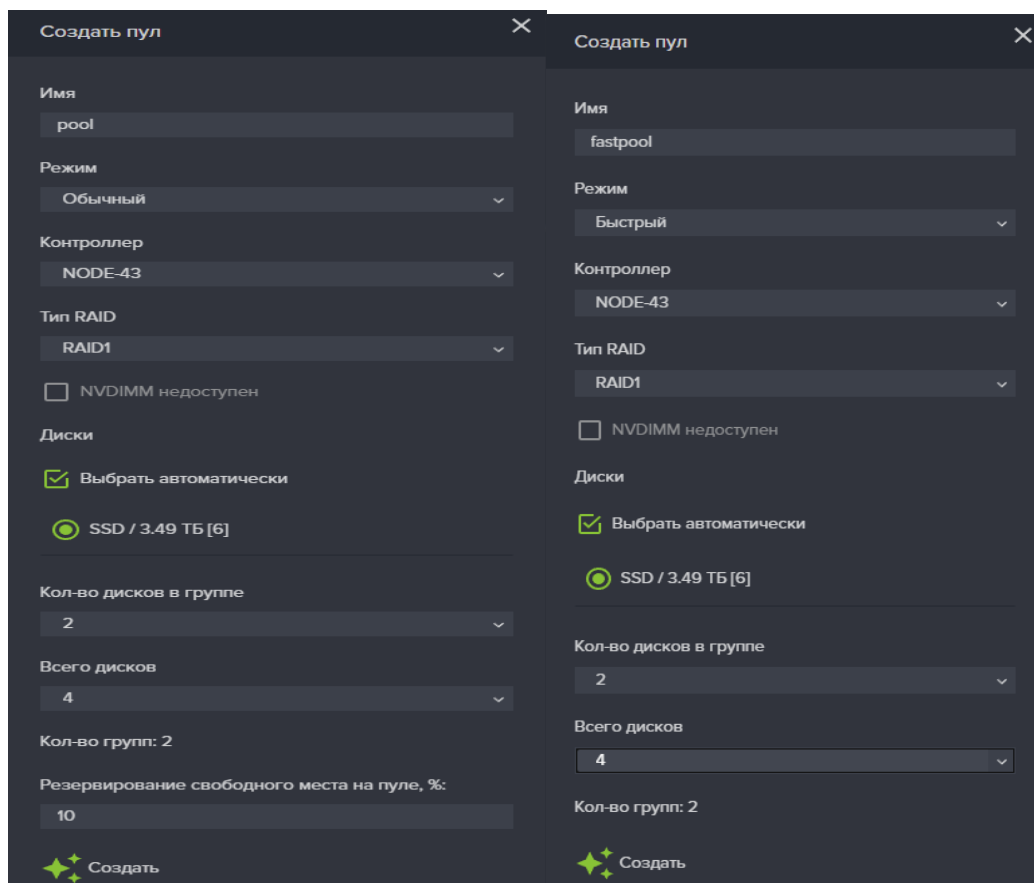 Создать пул
Имя
pool
Режим
Обычный
Контроллер
NODE-43
Тип RAID
RAID1
NVDIMM недоступен
Диски
Выбрать автоматически
SSD / 3.49 ТБ [6]
Кол-во дисков в группе
2
Всего дисков
4
Кол-во групп: 2
Резервирование свободного места на пуле, %:
10
Создать
Создать пул
Имя
fastpool
Режим
Быстрый
Контроллер
NODE-43
Тип RAID
RAID1
NVDIMM недоступен
Диски
Выбрать автоматически
SSD / 3.49 ТБ [6]
Кол-во дисков в группе
2
Всего дисков
4
Кол-во групп: 2
Создать